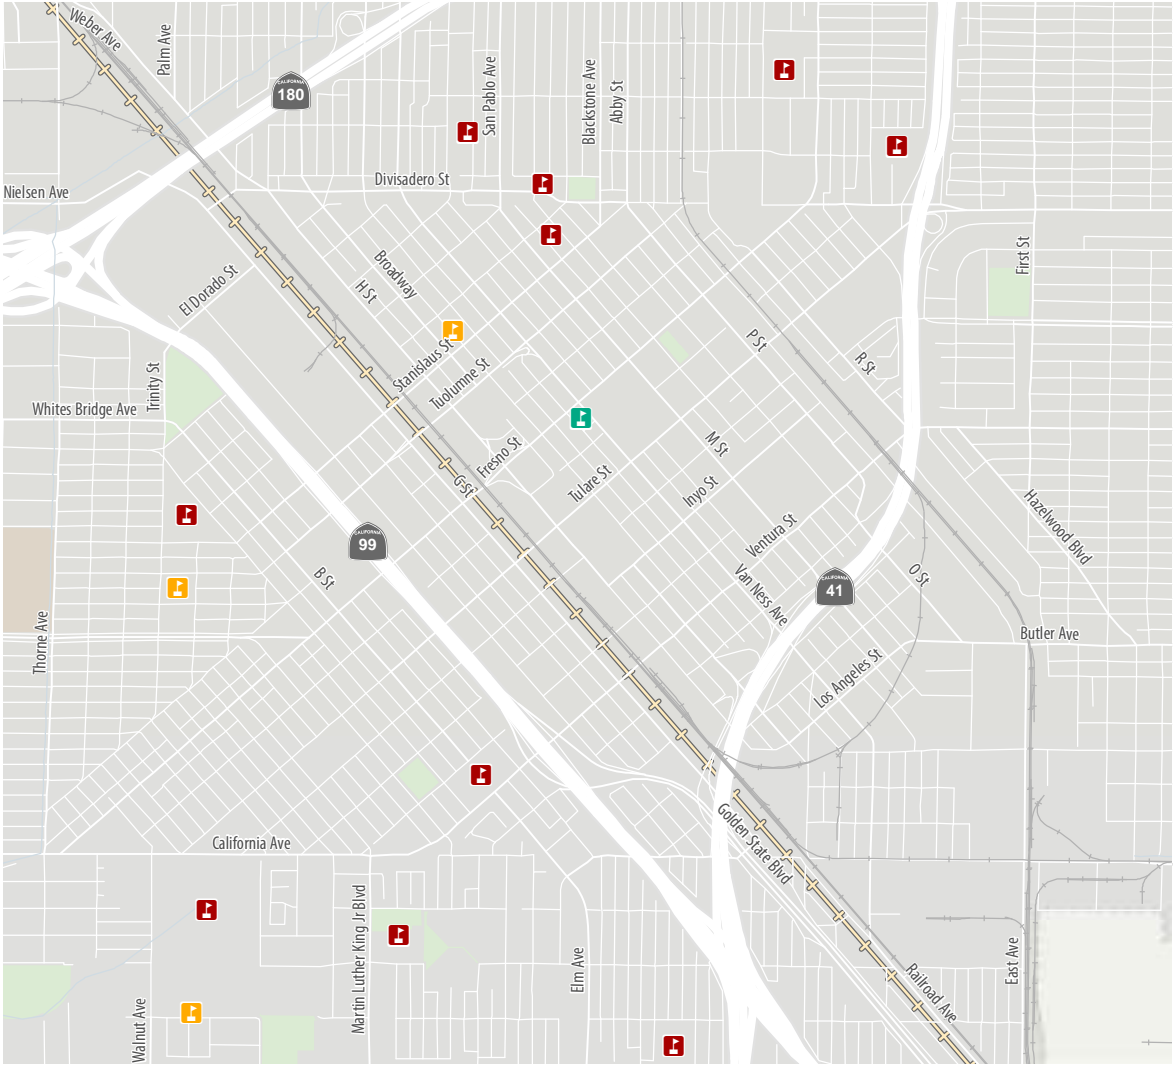 Weber Ave
Palm Ave
San Pablo Ave
Blackstone Ave
Abby St
CALIFORNIA
180
Divisadero St
Nielsen Ave
First St
Broadway
H St
El Dorado St
P St
R St
Stanislaus St
Tuolumne St
Trinity St
Whites Bridge Ave
M St
Fresno St
Tulare St
G St
Inyo St
Hazelwood Blvd
Ventura St
CALIFORNIA
99
B St
Van Ness Ave
CALIFORNIA
41
O St
Thorne Ave
Butler Ave
Los Angeles St
California Ave
Golden State Blvd
Martin Luther King Jr Blvd
Elm Ave
East Ave
Railroad Ave
Walnut Ave